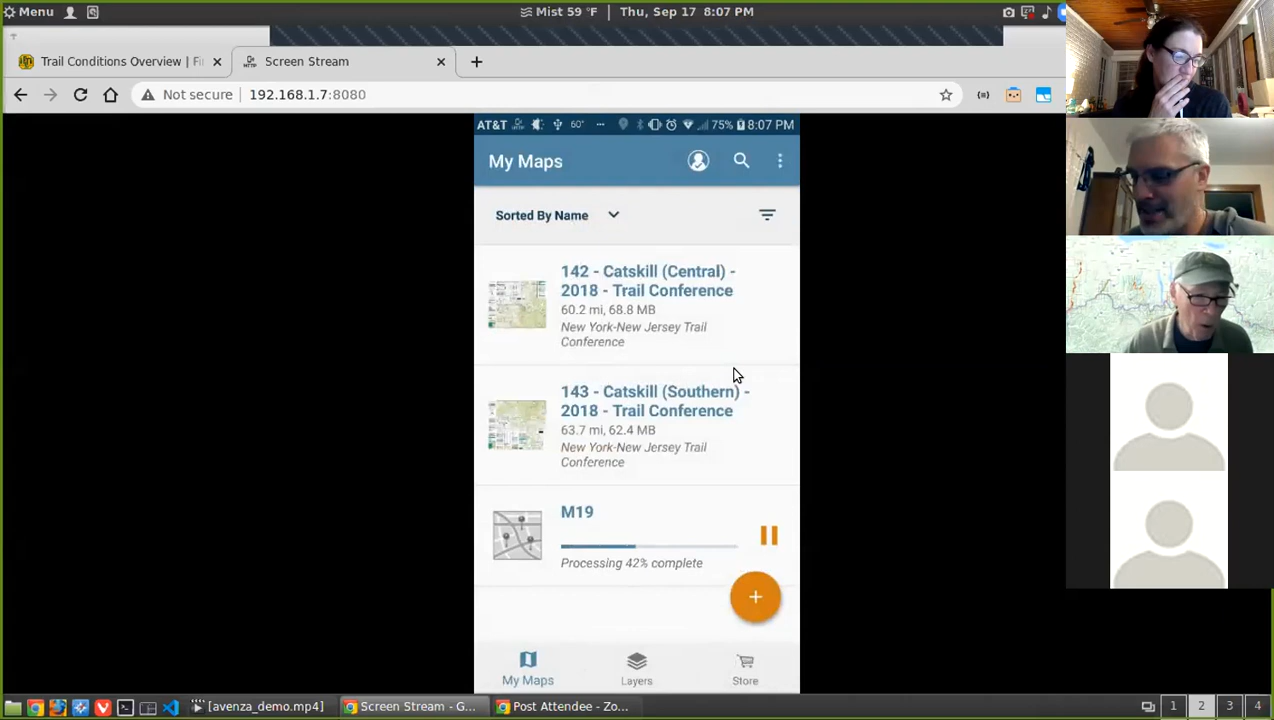 Menu
Mist 59 °F
Thu, Sep 17 8:07 PM
Trail Conditions Overview | Fi
Screen Stream
Not secure
192.168.1.7:8080
AT&T
60°
75%
8:07 PM
My Maps
Sorted By Name
142 - Catskill (Central) -
2018 - Trail Conference
60.2 mi, 68.8 MB
New York-New Jersey Trail
Conference
143 - Catskill (Southern) -
2018 - Trail Conference
63.7 mi, 62.4 MB
New York-New Jersey Trail
Conference
M19
Processing 42% complete
My Maps
Layers
Store
[avenza_demo.mp4]
Screen Stream - G...
Post Attendee - Zo...
1
2
3
4